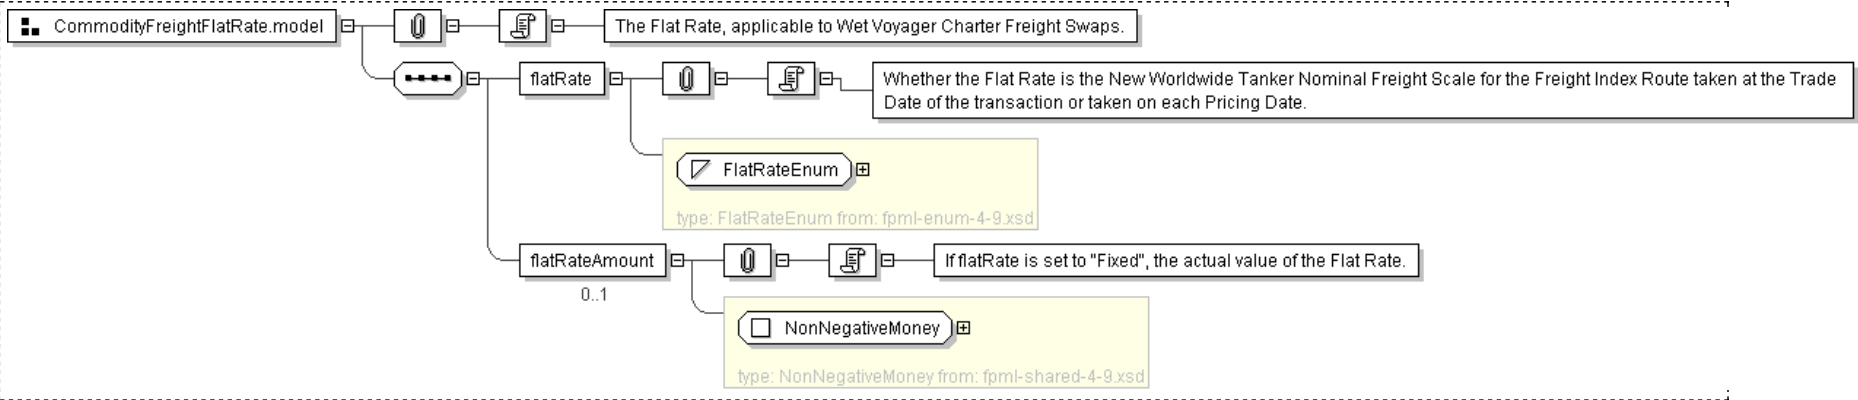 CommodityFreightFlatRate.model
The Flat Rate, applicable to Wet Voyager Charter Freight Swaps.
flatRate
Whether the Flat Rate is the New Worldwide Tanker Nominal Freight Scale for the Freight Index Route taken at the Trade
Date of the transaction or taken on each Pricing Date.
FlatRateEnum
type: FlatRateEnum from: fpml-enum-4-9.xsd
flatRateAmount
If flatRate is set to "Fixed", the actual value of the Flat Rate.
0..1
NonNegativeMoney
type: NonNegativeMoney from: fpml-shared-4-9.xsd